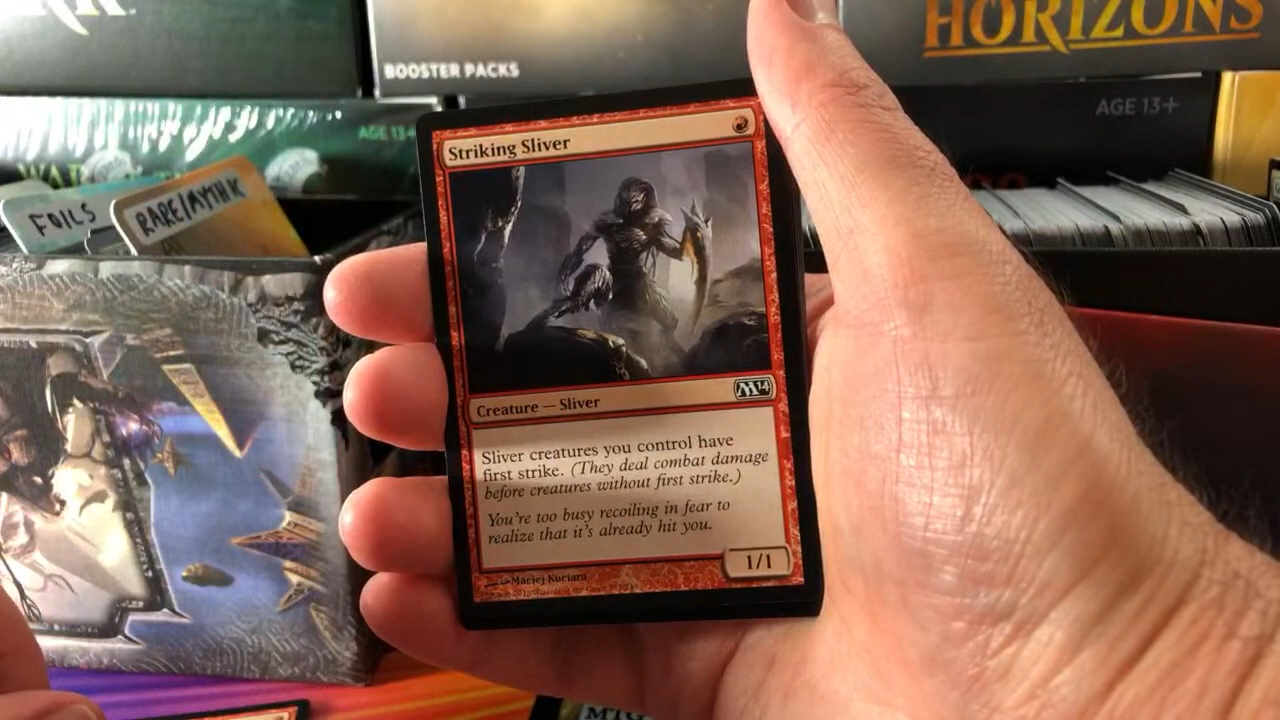 HORIZONS
BOOSTER PACKS
AGE 13+
AGE 13+
FOILS
RARE/MYTHIC
Striking Sliver
Creature — Sliver
M14
Sliver creatures you control have
first strike. (They deal combat damage
before creatures without first strike.)
You're too busy recoiling in fear to
realize that it's already hit you.
1/1
Maciej Kuciara
MTG